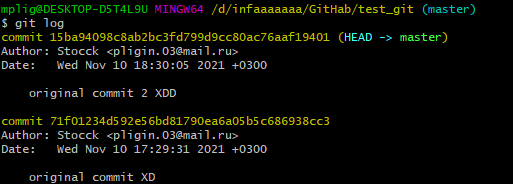 mplig@DESKTOP-D5T4L9U MINGW64 /d/infaaaaaaa/GitHab/test_git (master)
$ git log
commit 15ba94098c8ab2bc3fd799d9cc80ac76aaf19401 (HEAD -> master)
Author: Stocck <pligin.03@mail.ru>
Date:   Wed Nov 10 18:30:05 2021 +0300
original commit 2 XDD
commit 71f01234d592e56bd81790ea6a05b5c686938cc3
Author: Stocck <pligin.03@mail.ru>
Date:   Wed Nov 10 17:29:31 2021 +0300
original commit XD